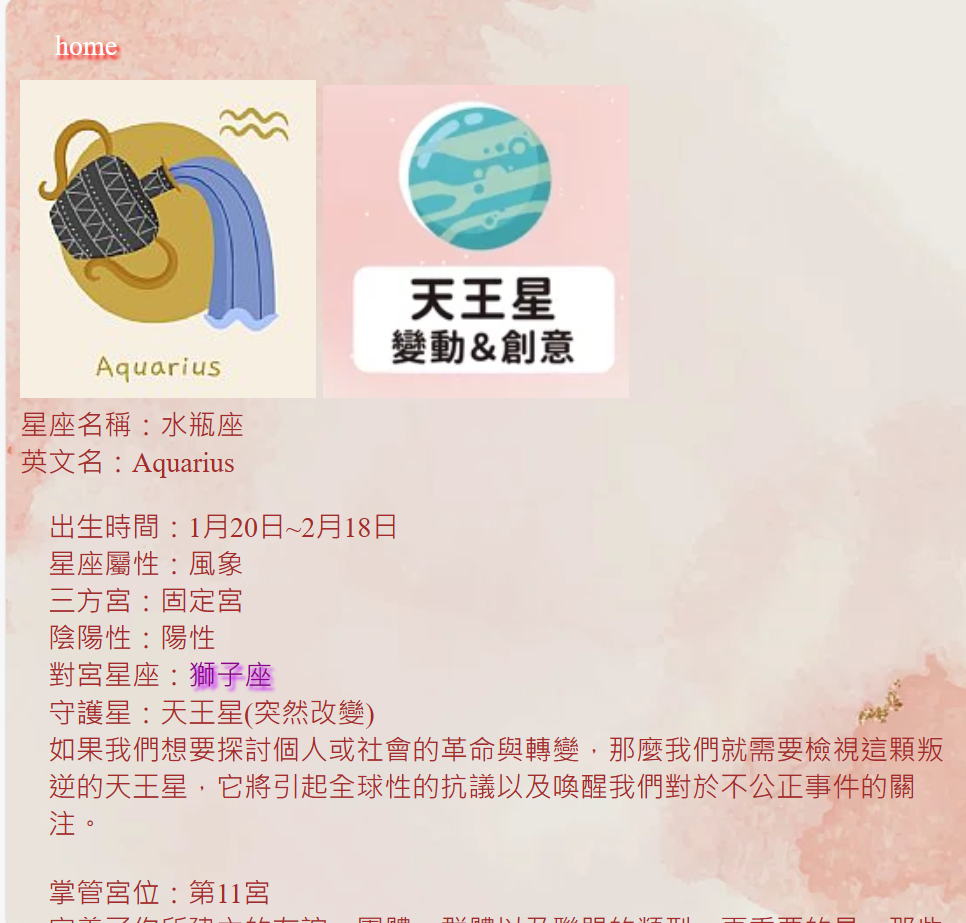 home
Aquarius
天王星
變動&創意
星座名稱：水瓶座
英文名：Aquarius
出生時間：1月20日~2月18日
星座屬性：風象
三方宮：固定宮
陰陽性：陽性
對宮星座：獅子座
守護星：天王星(突然改變)
如果我們想要探討個人或社會的革命與轉變，那麼我們就需要檢視這顆叛
逆的天王星，它將引起全球性的抗議以及喚醒我們對於不公正事件的關
注。
掌管宮位：第11宮